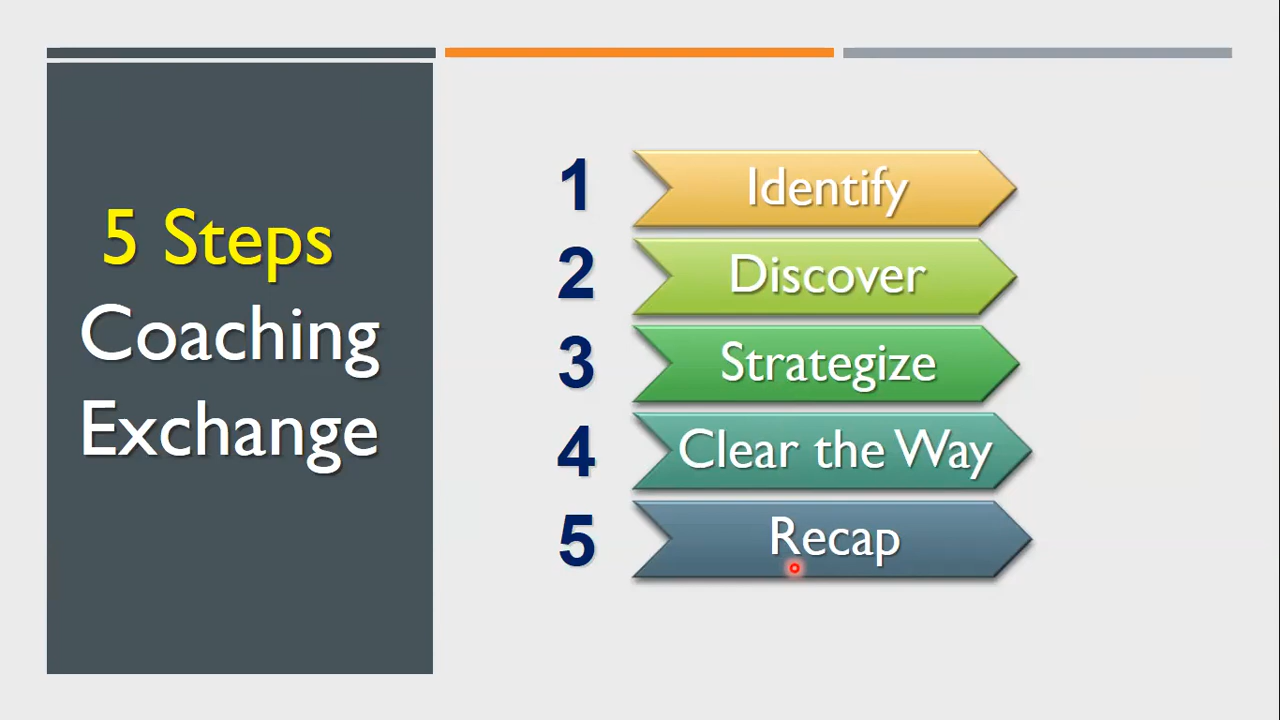 5 Steps
Coaching
Exchange
1 Identify
2 Discover
3 Strategize
4 Clear the Way
5 Recap